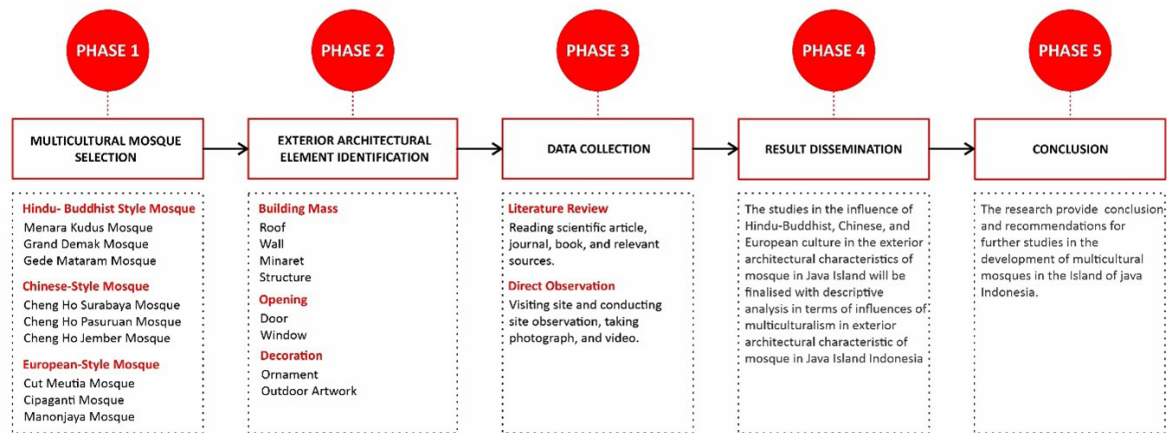 PHASE 1
PHASE 2
PHASE 3
PHASE 4
PHASE 5
MULTICULTURAL MOSQUE
SELECTION
EXTERIOR ARCHITECTURAL
ELEMENT IDENTIFICATION
DATA COLLECTION
RESULT DISSEMINATION
CONCLUSION
Hindu- Buddhist Style Mosque
Menara Kudus Mosque
Grand Demak Mosque
Gede Mataram Mosque
Chinese-Style Mosque
Cheng Ho Surabaya Mosque
Cheng Ho Pasuruan Mosque
Cheng Ho Jember Mosque
European-Style Mosque
Cut Meutia Mosque
Cipaganti Mosque
Manonjaya Mosque
Building Mass
Roof
Wall
Minaret
Structure
Opening
Door
Window
Decoration
Ornament
Outdoor Artwork
Literature Review
Reading scientific article,
journal, book, and relevant
sources.
Direct Observation
Visiting site and conducting
site observation, taking
photograph, and video.
The studies in the influence of
Hindu-Buddhist, Chinese, and
European culture in the exterior
architectural characteristics of
mosque in Java Island will be
finalised with descriptive
analysis in terms of influences of
multiculturalism in exterior
architectural characteristic of
mosque in Java Island Indonesia
The research provide conclusion
and recommendations for
further studies in the
development of multicultural
mosques in the Island of java
Indonesia.